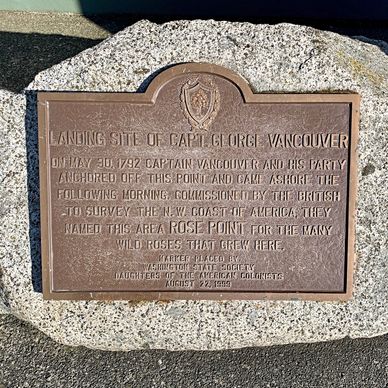 LANDING SITE OF CAPT. GEORGE VANCOUVER
ON MAY 30, 1792 CAPTAIN VANCOUVER AND HIS PARTY
ANCHORED OFF THIS POINT AND CAME ASHORE THE
FOLLOWING MORNING. COMMISSIONED BY THE BRITISH
TO SURVEY THE N.W. COAST OF AMERICA, THEY
NAMED THIS AREA ROSE POINT FOR THE MANY
WILD ROSES THAT GREW HERE.
MARKER PLACED BY
WASHINGTON STATE SOCIETY
DAUGHTERS OF THE AMERICAN COLONISTS
AUGUST 22, 1999